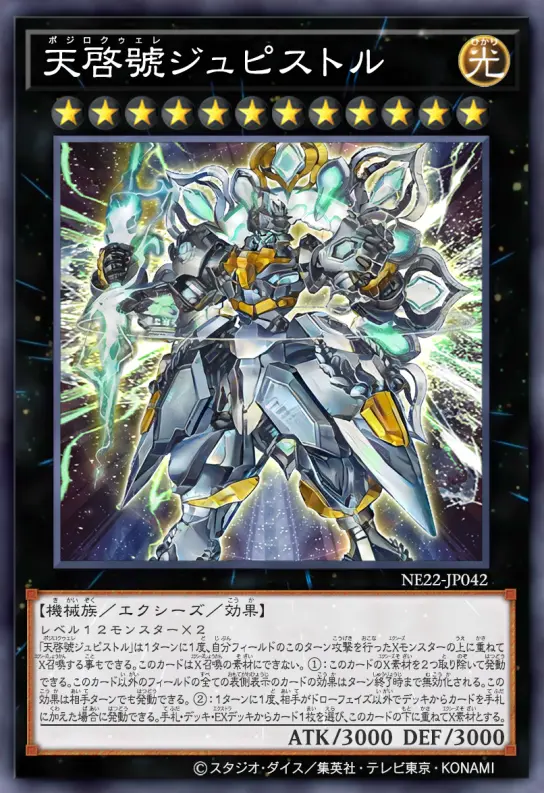 ポジロクゥエレ
天啓號ジュピストル
ひかり
光
NE22-JP042
き かい ぞく こう か
【機械族／エクシーズ／効果】
レベル１２モンスター×２
「天啓號ジュピストル」は1ターンに1度、自分フィールドのこのターン攻撃を行ったXモンスターの上に重ねて
X召喚する事もできる。このカードはX召喚の素材にできない。①：このカードのX素材を2つ取り除いて発動
できる。このカード以外のフィールドの全ての表側表示のカードの効果はターン終了時まで無効化される。この
効果は相手ターンでも発動できる。②：1ターンに1度、相手がドローフェイズ以外でデッキからカードを手札
に加えた場合に発動できる。手札・デッキ・EXデッキからカード1枚を選び、このカードの下に重ねてX素材とする。
ATK/3000 DEF/3000
©スタジオ・ダイス／集英社・テレビ東京・KONAMI